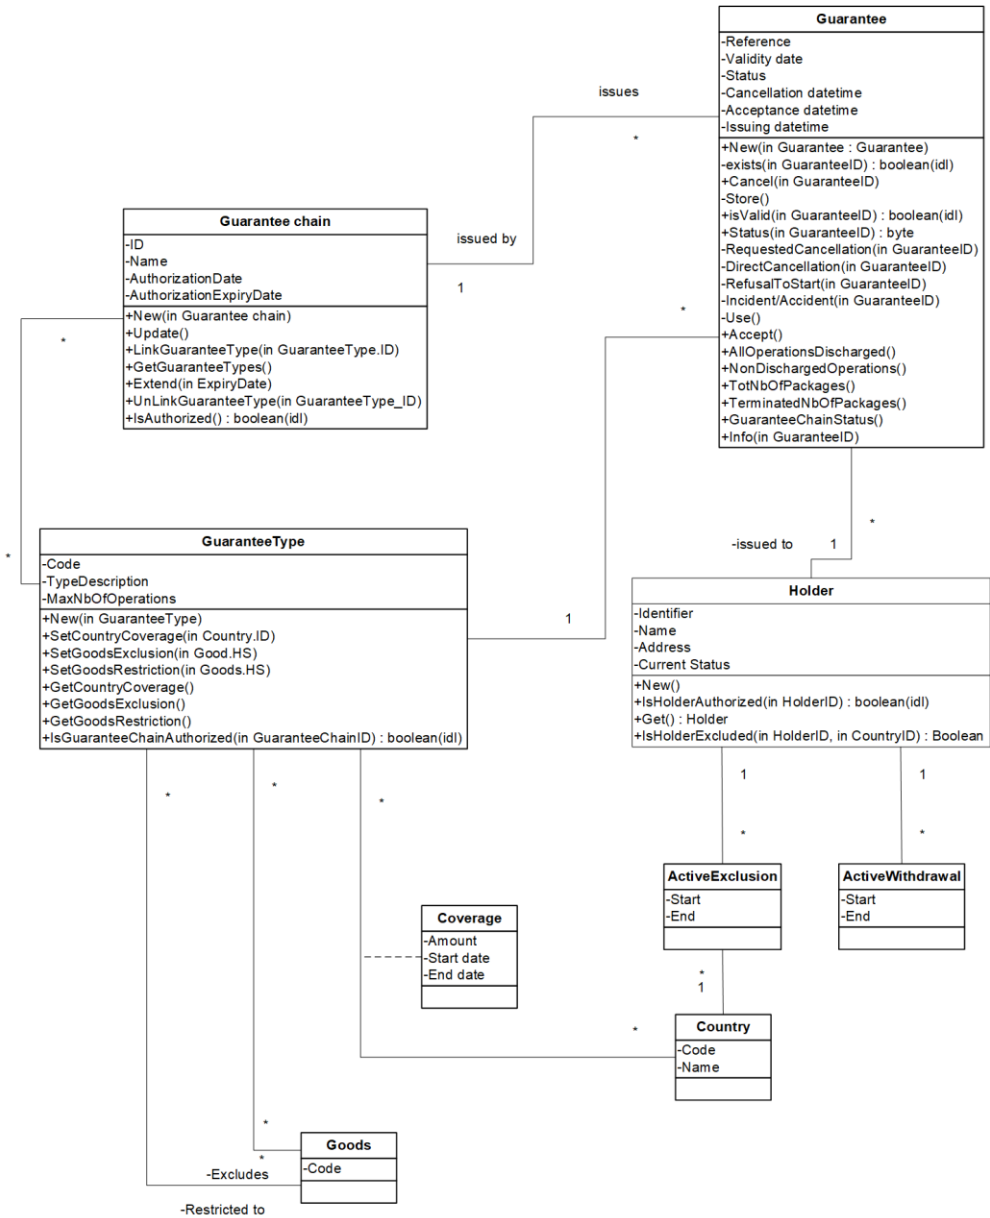 Guarantee
-Reference
-Validity date
-Status
-Cancellation datetime
-Acceptance datetime
-Issuing datetime
+New(in Guarantee : Guarantee)
-exists(in GuaranteeID) : boolean(idl)
+Cancel(in GuaranteeID)
-Store()
+isValid(in GuaranteeID) : boolean(idl)
+Status(in GuaranteeID) : byte
-RequestedCancellation(in GuaranteeID)
-DirectCancellation(in GuaranteeID)
-RefusalToStart(in GuaranteeID)
-Incident/Accident(in GuaranteeID)
-Use()
+Accept()
+AllOperationsDischarged()
+NonDischargedOperations()
+TotNbOfPackages()
+TerminatedNbOfPackages()
+GuaranteeChainStatus()
+Info(in GuaranteeID)
issues
*
issued by
1
*
Guarantee chain
-ID
-Name
-AuthorizationDate
-AuthorizationExpiryDate
+New(in Guarantee chain)
+Update()
+LinkGuaranteeType(in GuaranteeType.ID)
+GetGuaranteeTypes()
+Extend(in ExpiryDate)
+UnLinkGuaranteeType(in GuaranteeType_ID)
+IsAuthorized() : boolean(idl)
*
*
GuaranteeType
-Code
-TypeDescription
-MaxNbOfOperations
+New(in GuaranteeType)
+SetCountryCoverage(in Country.ID)
+SetGoodsExclusion(in Good.HS)
+SetGoodsRestriction(in Goods.HS)
+GetCountryCoverage()
+GetGoodsExclusion()
+GetGoodsRestriction()
+IsGuaranteeChainAuthorized(in GuaranteeChainID) : boolean(idl)
1
*
-issued to
1
Holder
-Identifier
-Name
-Address
-Current Status
+New()
+IsHolderAuthorized(in HolderID) : boolean(idl)
+Get() : Holder
+IsHolderExcluded(in HolderID, in CountryID) : Boolean
1
1
*
*
*
*
*
ActiveExclusion
-Start
-End
ActiveWithdrawal
-Start
-End
Coverage
-Amount
-Start date
-End date
*
1
Country
-Code
-Name
*
*
*
Goods
-Code
-Excludes
-Restricted to